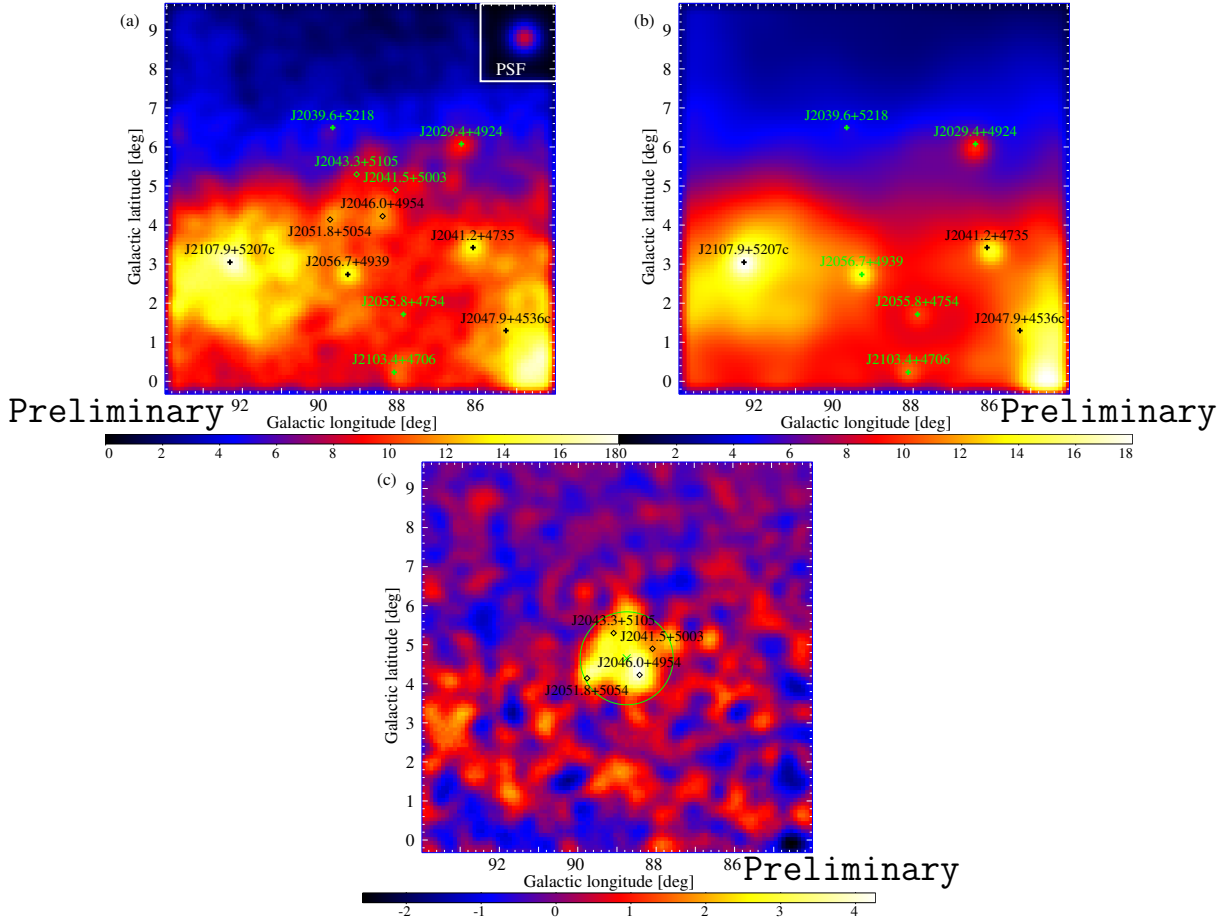 (a)
PSF
J2039.6+5218
J2029.4+4924
J2043.3+5105
J2041.5+5003
J2046.0+4954
J2051.8+5054
J2041.2+4735
J2107.9+5207c
J2056.7+4939
J2055.8+4754
J2047.9+4536c
J2103.4+4706
Galactic latitude [deg]
9
8
7
6
5
4
3
2
1
0
92 90 88 86
Galactic longitude [deg]
Preliminary
0 2 4 6 8 10 12 14 16 18
(b)
J2039.6+5218
J2029.4+4924
J2041.2+4735
J2107.9+5207c
J2056.7+4939
J2055.8+4754
J2047.9+4536c
J2103.4+4706
Galactic latitude [deg]
9
8
7
6
5
4
3
2
1
0
92 90 88 86
Galactic longitude [deg]
Preliminary
0 2 4 6 8 10 12 14 16 18
(c)
J2043.3+5105
J2041.5+5003
J2046.0+4954
J2051.8+5054
Galactic latitude [deg]
9
8
7
6
5
4
3
2
1
0
92 90 88 86
Galactic longitude [deg]
Preliminary
-2 -1 0 1 2 3 4